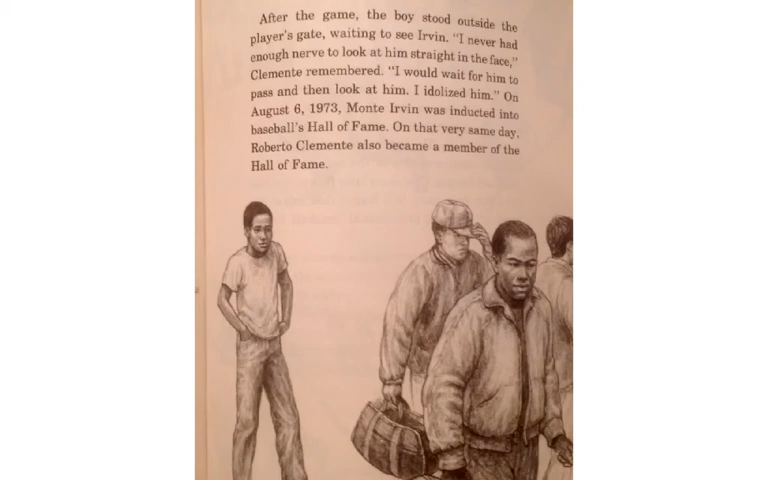 After the game, the boy stood outside the
player's gate, waiting to see Irvin. "I never had
enough nerve to look at him straight in the face,"
Clemente remembered. "I would wait for him to
pass and then look at him. I idolized him." On
August 6, 1973, Monte Irvin was inducted into
baseball's Hall of Fame. On that very same day,
Roberto Clemente also became a member of the
Hall of Fame.